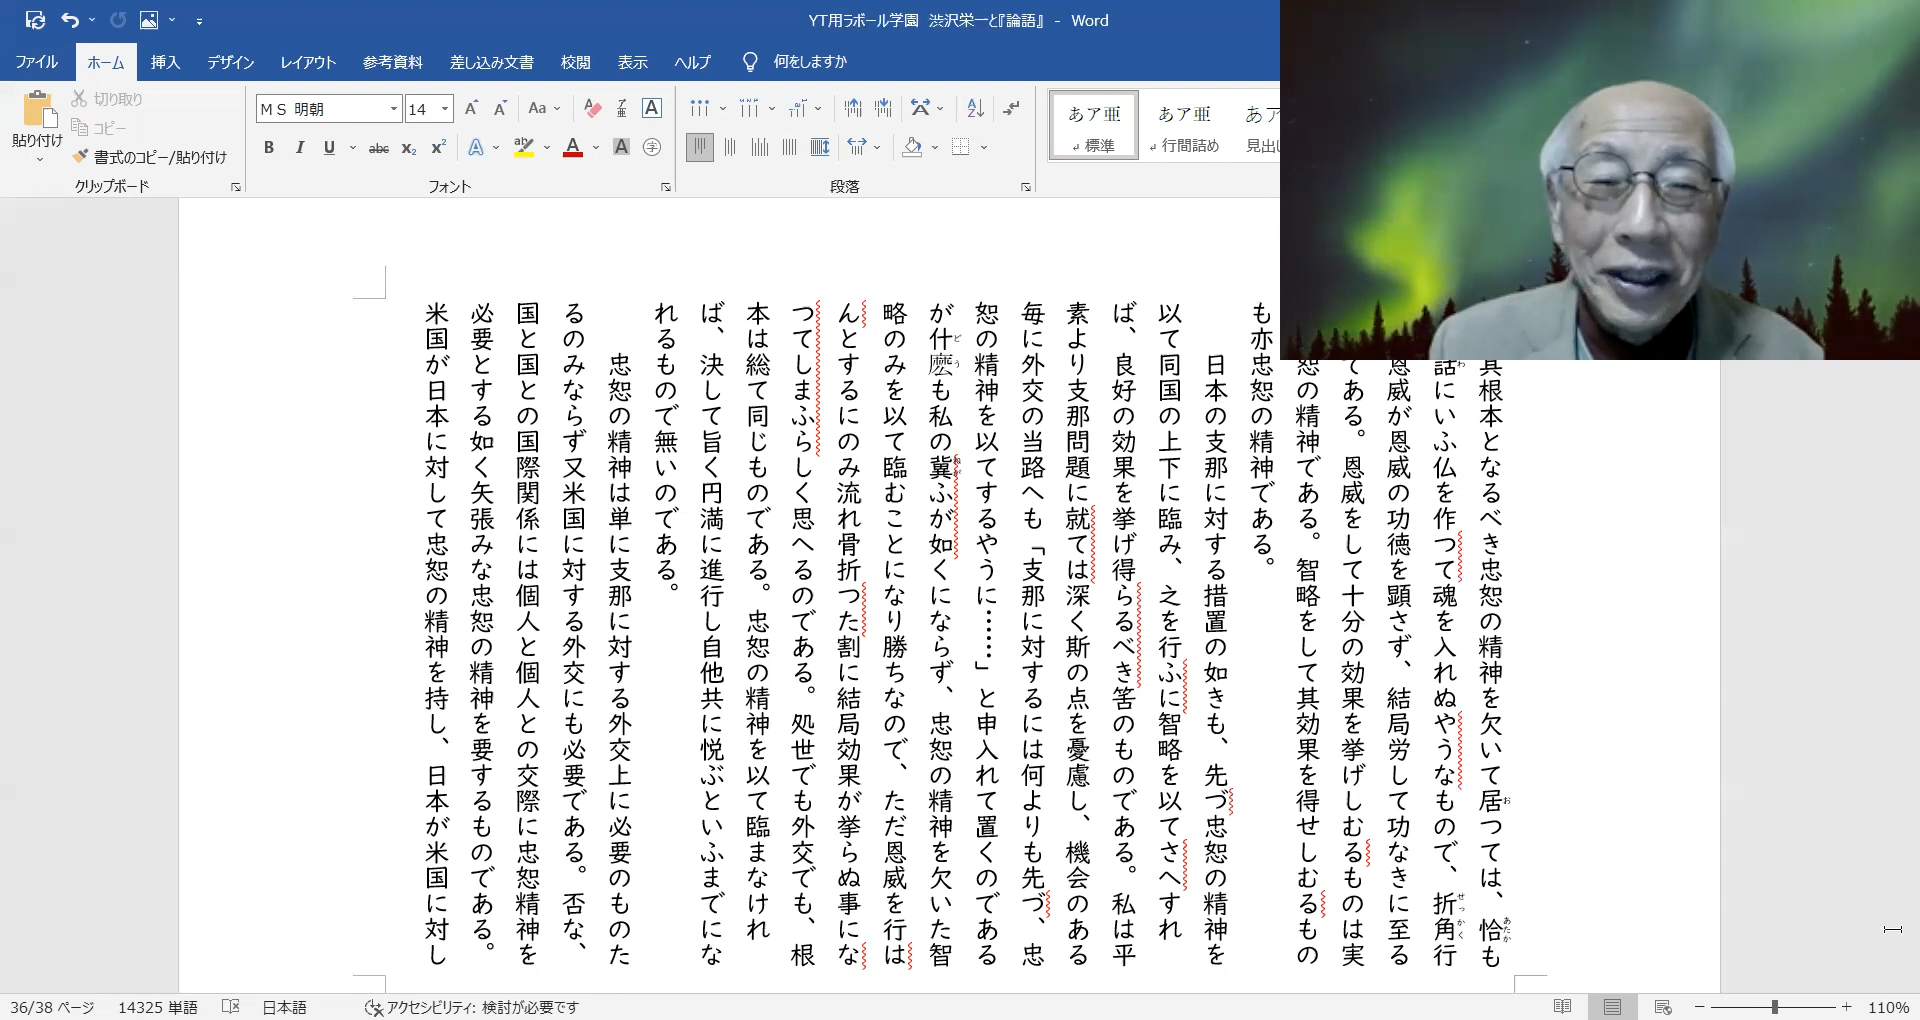 YT用ラボール学園 渋沢栄一と『論語』 - Word
ファイル ホーム 挿入 デザイン レイアウト 参考資料 差し込み文書 校閲 表示 ヘルプ 何をしますか
貼り付け
切り取り
コピー
書式のコピー/貼り付け
クリップボード
ＭＳ 明朝 14
フォント
段落
あア亜 標準
あア亜 行間詰め
あア 見出し
其根本となるべき忠恕の精神を欠いて居つては、恰も
話にいふ仏を作つて魂を入れぬやうなもので、折角行
恩威が恩威の功徳を顕さず、結局労して功なきに至る
である。恩威をして十分の効果を挙げしむるものは実
恕の精神である。智略をして其効果を得せしむるもの
も亦忠恕の精神である。
日本の支那に対する措置の如きも、先づ忠恕の精神を
以て同国の上下に臨み、之を行ふに智略を以てさへすれ
ば、良好の効果を挙げ得らるべき筈のものである。私は平
素より支那問題に就ては深く斯の点を憂慮し、機会のある
毎に外交の当路へも「支那に対するには何よりも先づ、忠
恕の精神を以てするやうに……」と申入れて置くのである
が什麼も私の冀ふが如くにならず、忠恕の精神を欠いた智
略のみを以て臨むことになり勝ちなので、ただ恩威を行は
んとするにのみ流れ骨折つた割に結局効果が挙らぬ事にな
つてしまふらしく思へるのである。処世でも外交でも、根
本は総て同じものである。忠恕の精神を以て臨まなけれ
ば、決して旨く円満に進行し自他共に悦ぶといふまでにな
れるもので無いのである。
忠恕の精神は単に支那に対する外交上に必要のものた
るのみならず又米国に対する外交にも必要である。否な、
国と国との国際関係には個人と個人との交際に忠恕精神を
必要とする如く矢張みな忠恕の精神を要するものである。
米国が日本に対して忠恕の精神を持し、日本が米国に対し
36/38 ページ 14325 単語 日本語 アクセシビリティ: 検討が必要です 110%